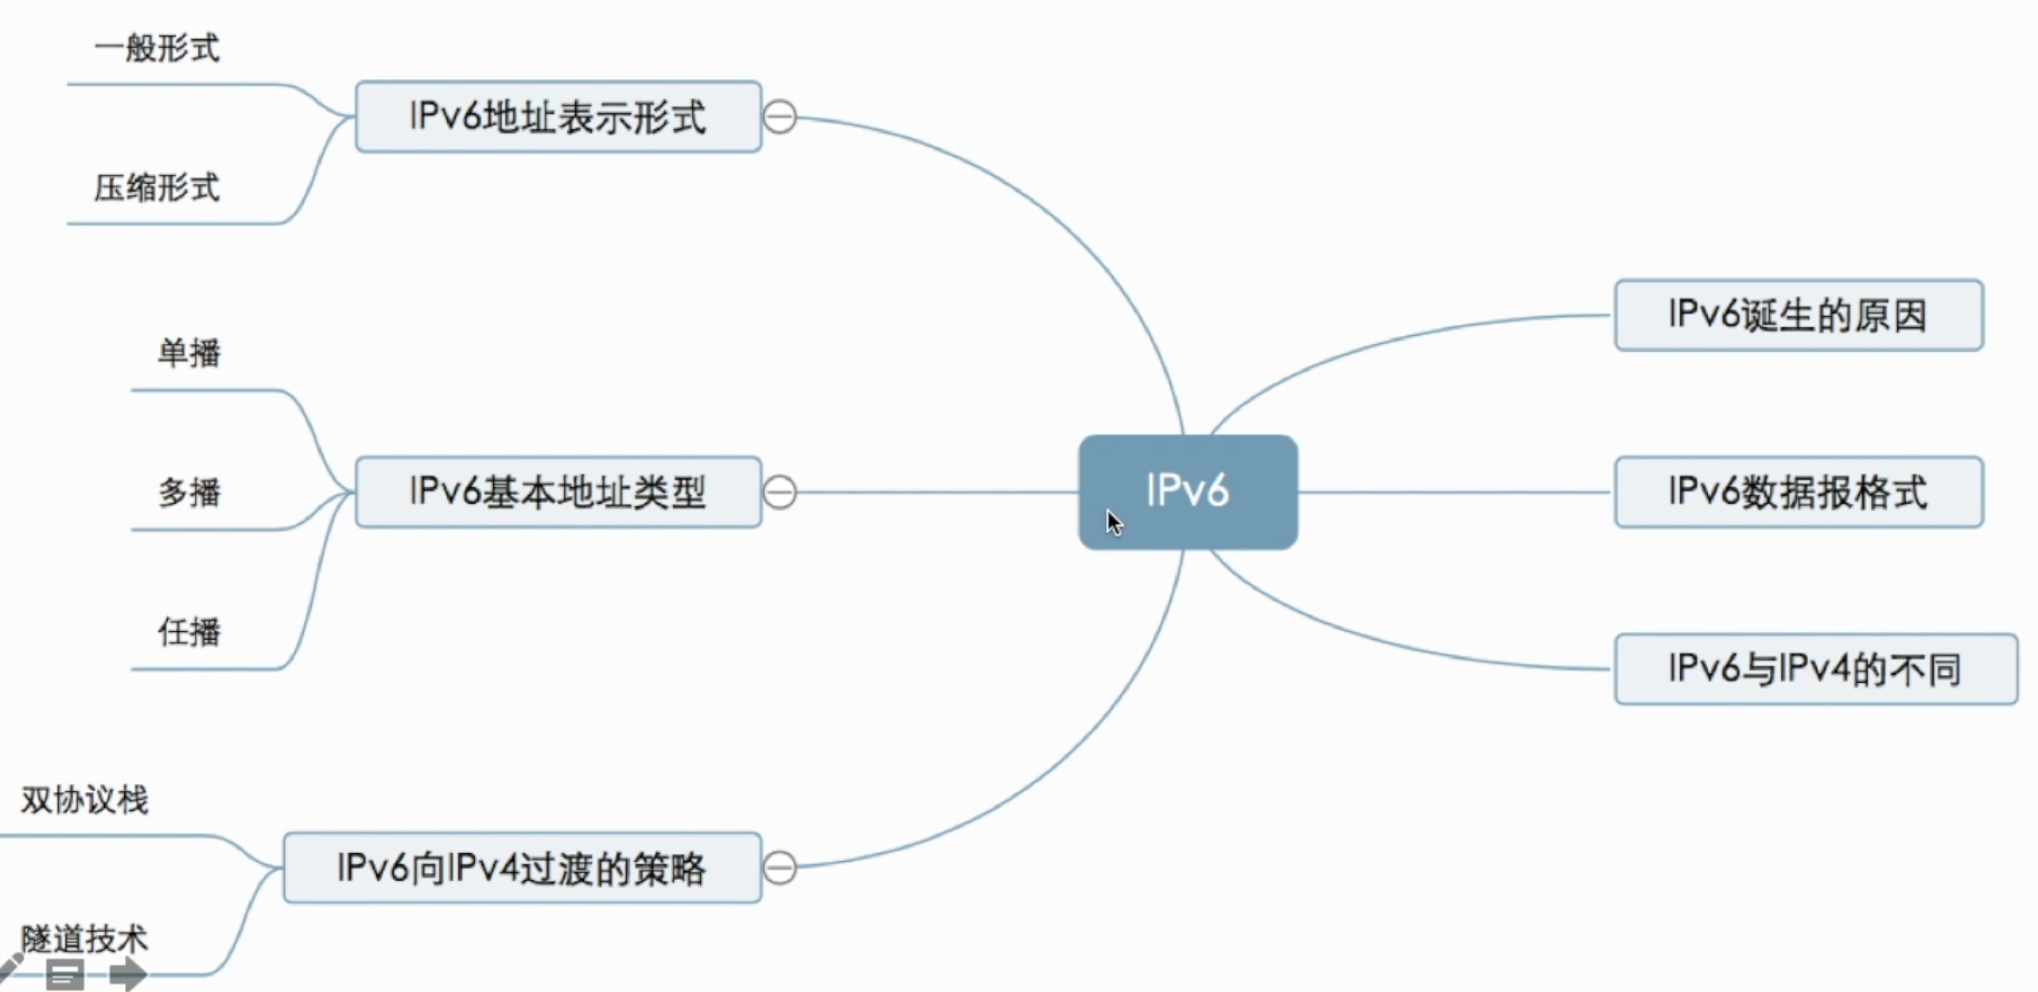 一般形式
IPv6地址表示形式
压缩形式
单播
多播
IPv6基本地址类型
任播
双协议栈
IPv6向IPv4过渡的策略
隧道技术
IPv6
IPv6诞生的原因
IPv6数据报格式
IPv6与IPv4的不同